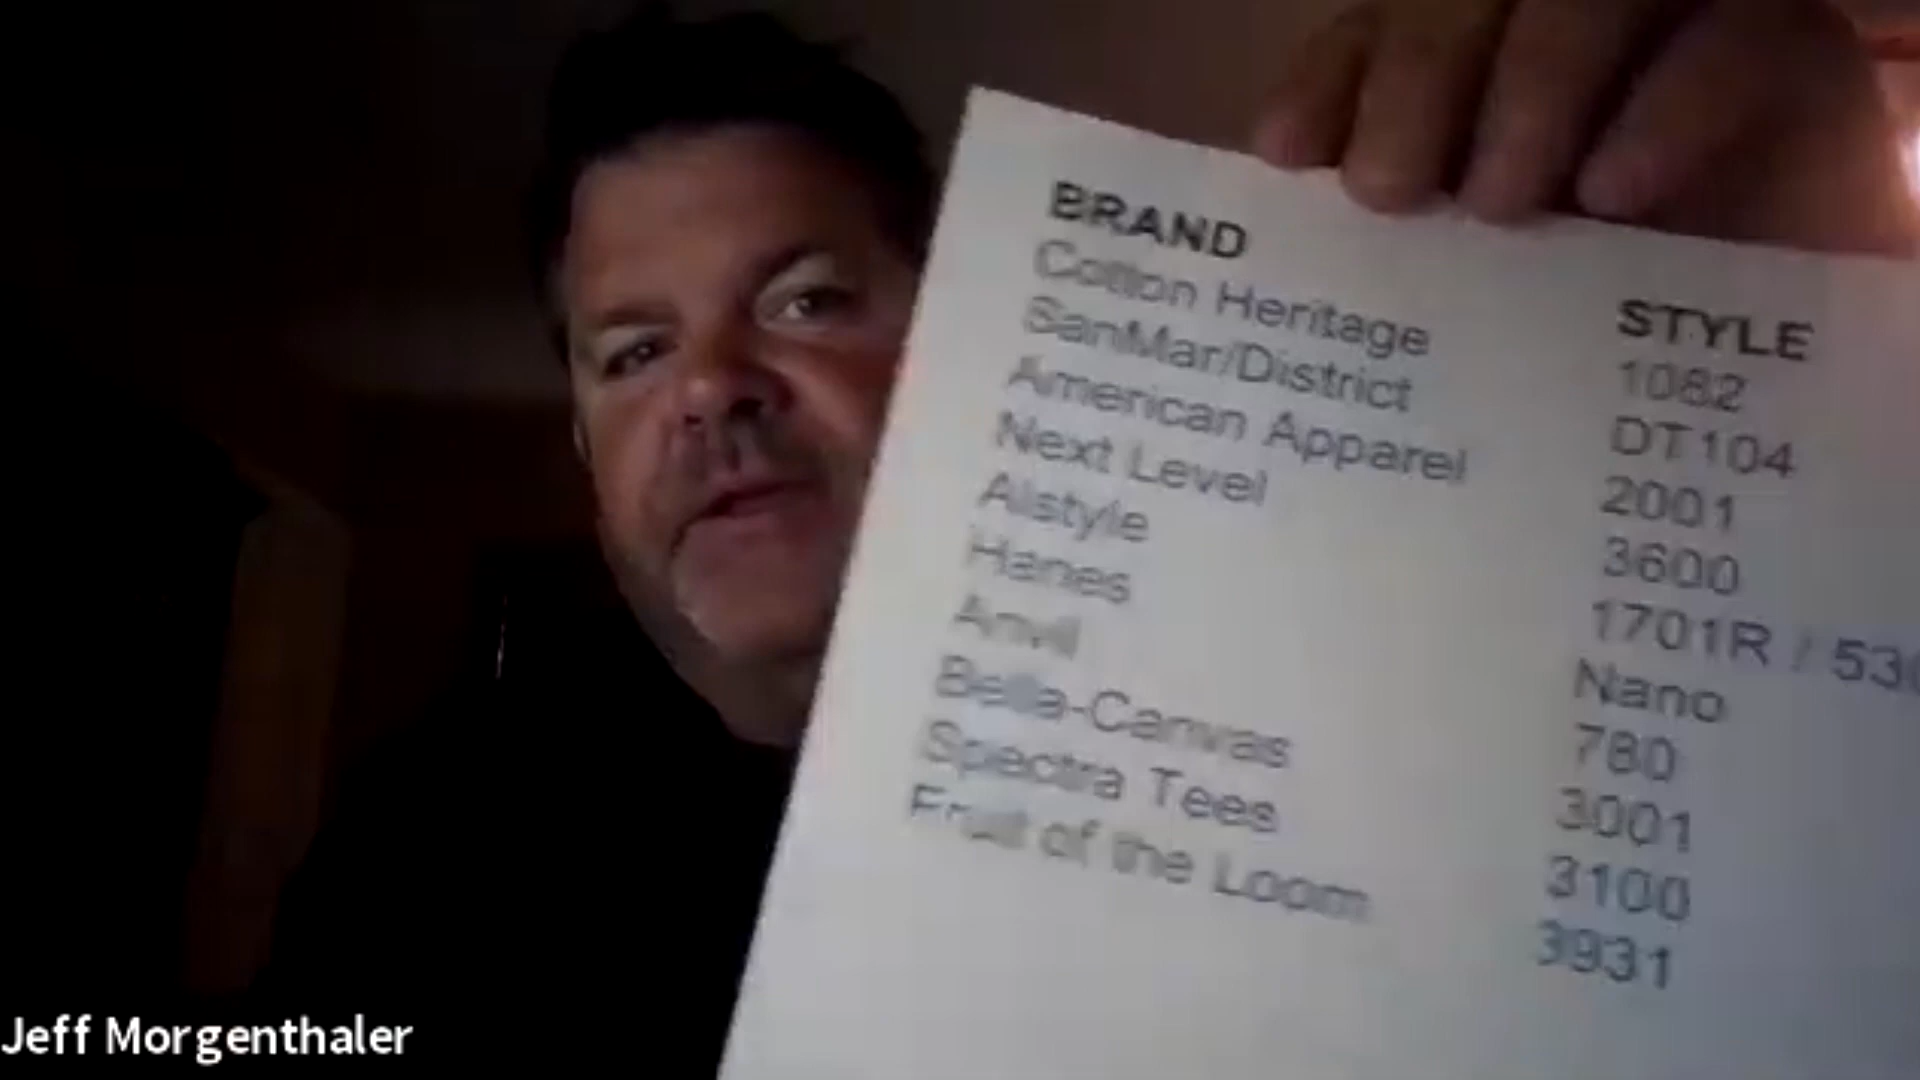 BRAND STYLE
Cotton Heritage 1082
SanMar/District DT104
American Apparel 2001
Next Level 3600
Alstyle 1701R / 530
Hanes Nano
Anvil 780
Bella-Canvas 3001
Spectra Tees 3100
Fruit of the Loom 3931
Jeff Morgenthaler